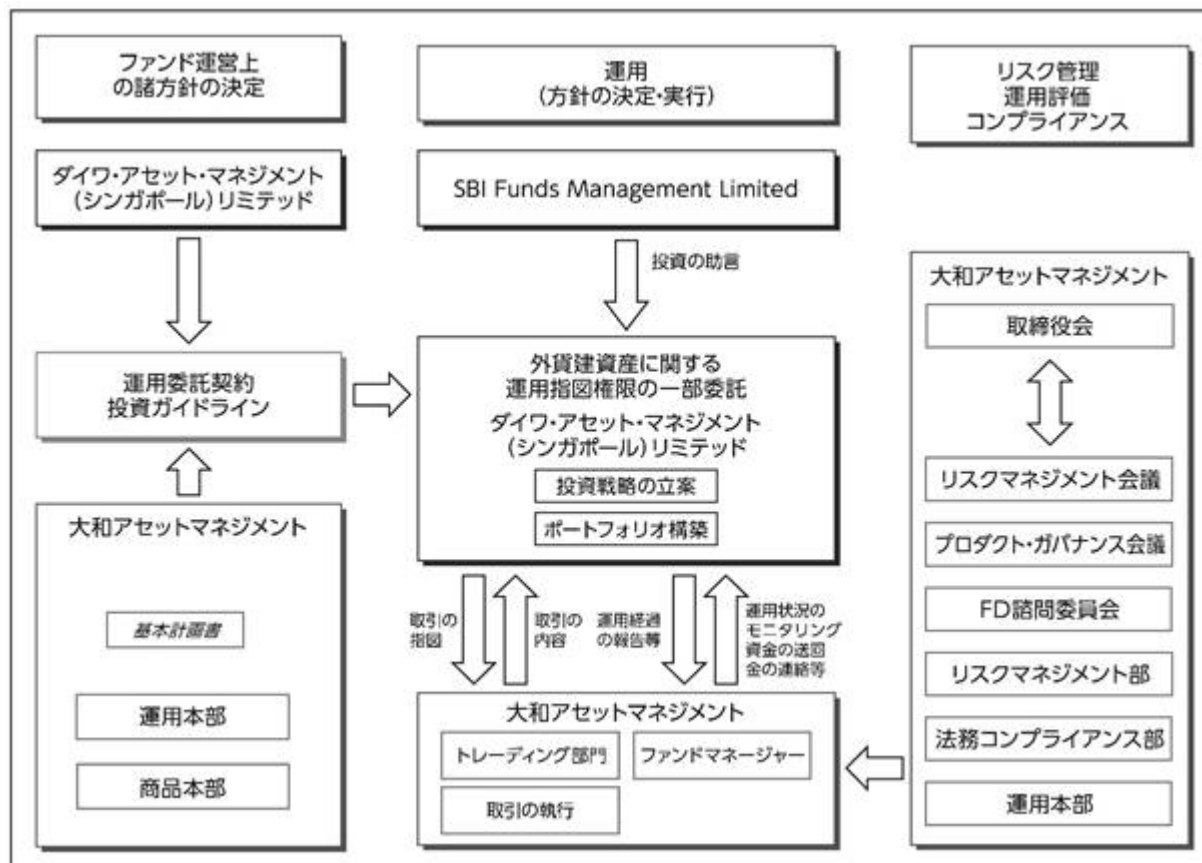 ファンド運営上
の諸方針の決定
ダイワ・アセット・マネジメント
(シンガポール)リミテッド
運用委託契約
投資ガイドライン
大和アセットマネジメント
基本計画書
運用本部
商品本部
運用
(方針の決定・実行)
SBI Funds Management Limited
投資の助言
外貨建資産に関する
運用指図権限の一部委託
ダイワ・アセット・マネジメント
(シンガポール)リミテッド
投資戦略の立案
ポートフォリオ構築
取引の
指図
取引の
内容
運用経過
の報告等
運用状況の
モニタリング
資金の送回
金の連絡等
大和アセットマネジメント
トレーディング部門
ファンドマネージャー
取引の執行
リスク管理
運用評価
コンプライアンス
大和アセットマネジメント
取締役会
リスクマネジメント会議
プロダクト・ガバナンス会議
FD諮問委員会
リスクマネジメント部
法務コンプライアンス部
運用本部